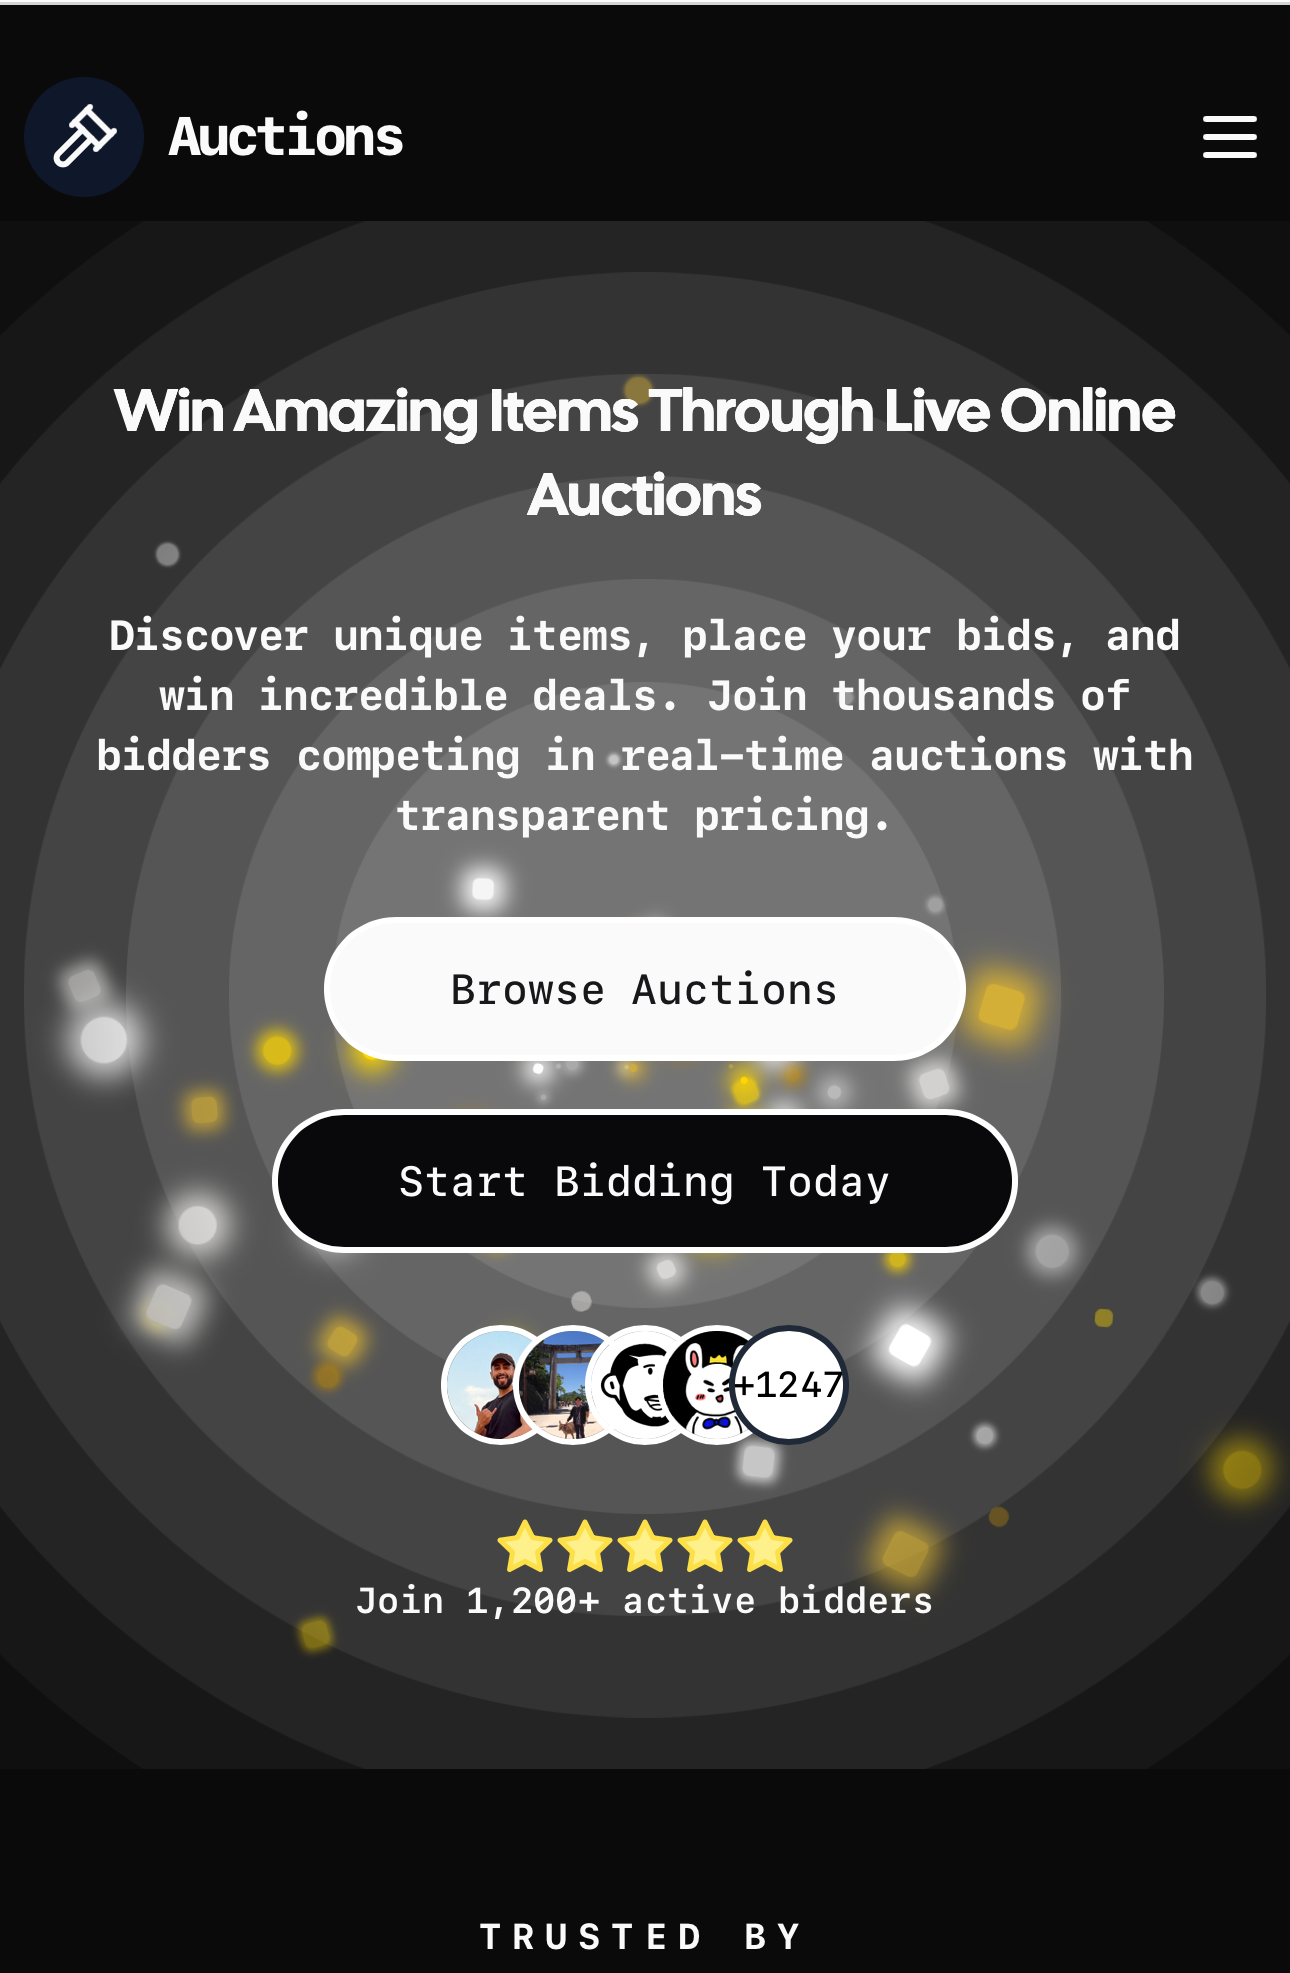 Auctions
Win Amazing Items Through Live Online
Auctions
Discover unique items, place your bids, and
win incredible deals. Join thousands of
bidders competing in real-time auctions with
transparent pricing.
Browse Auctions
Start Bidding Today
+1247
Join 1,200+ active bidders
TRUSTED BY